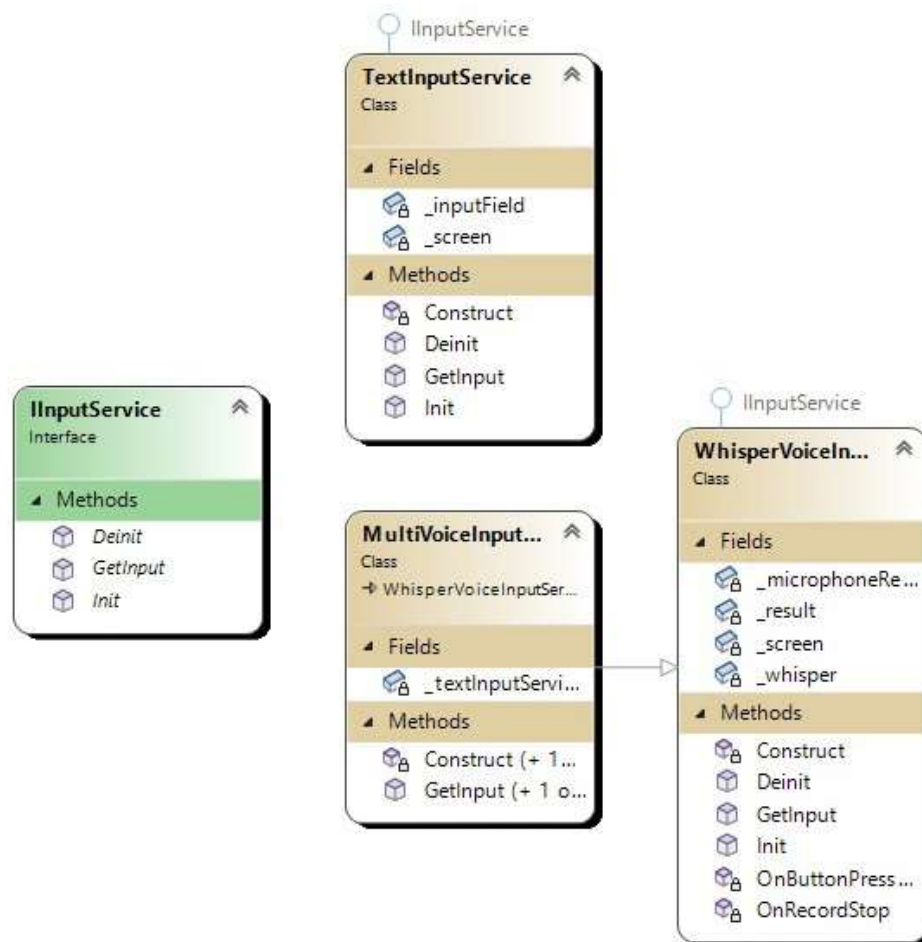 IInputService
TextInputService
Class
Fields
_inputField
_screen
Methods
Construct
Deinit
GetInput
Init
IInputService
Interface
Methods
Deinit
GetInput
Init
MultiVoiceInput...
Class
WhisperVoiceInputSer...
Fields
_textInputServi...
Methods
Construct (+ 1...
GetInput (+ 1 o...
IInputService
WhisperVoiceIn...
Class
Fields
_microphoneRe...
_result
_screen
_whisper
Methods
Construct
Deinit
GetInput
Init
OnButtonPress...
OnRecordStop